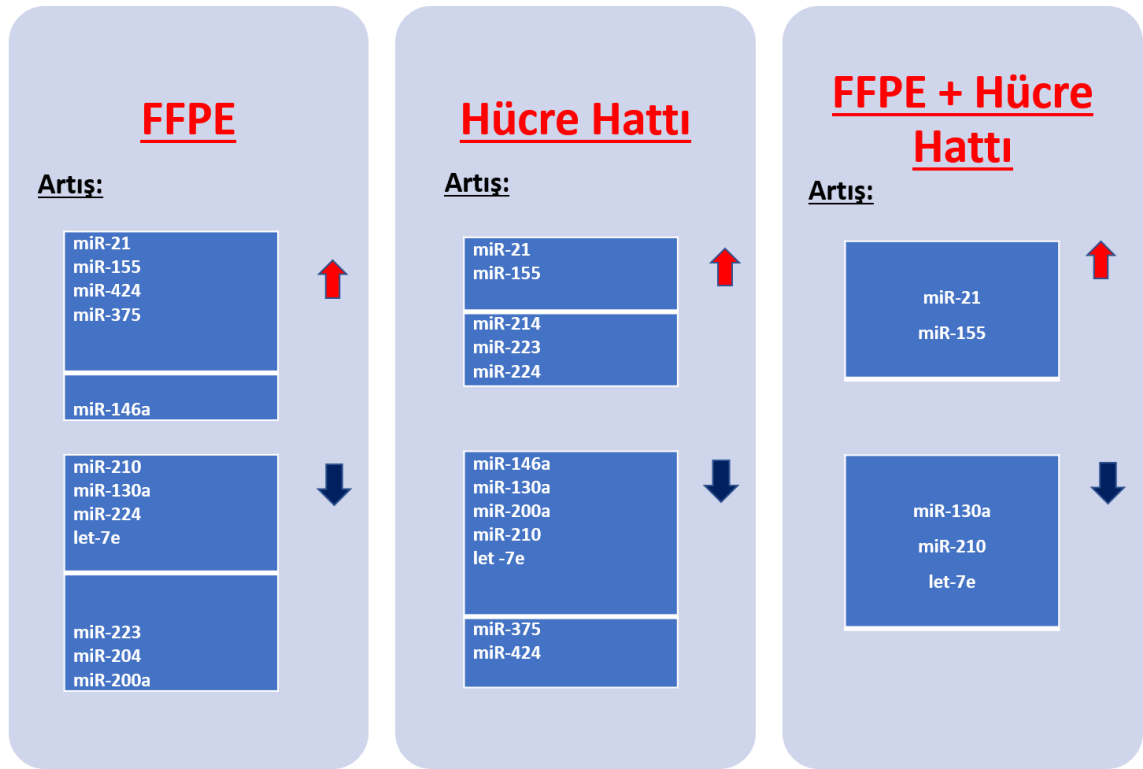 FFPE
Artış:
miR-21
miR-155
miR-424
miR-375
miR-146a
miR-210
miR-130a
miR-224
let-7e
miR-223
miR-204
miR-200a
Hücre Hattı
Artış:
miR-21
miR-155
miR-214
miR-223
miR-224
miR-146a
miR-130a
miR-200a
miR-210
let -7e
miR-375
miR-424
FFPE + Hücre
Hattı
Artış:
miR-21
miR-155
miR-130a
miR-210
let-7e